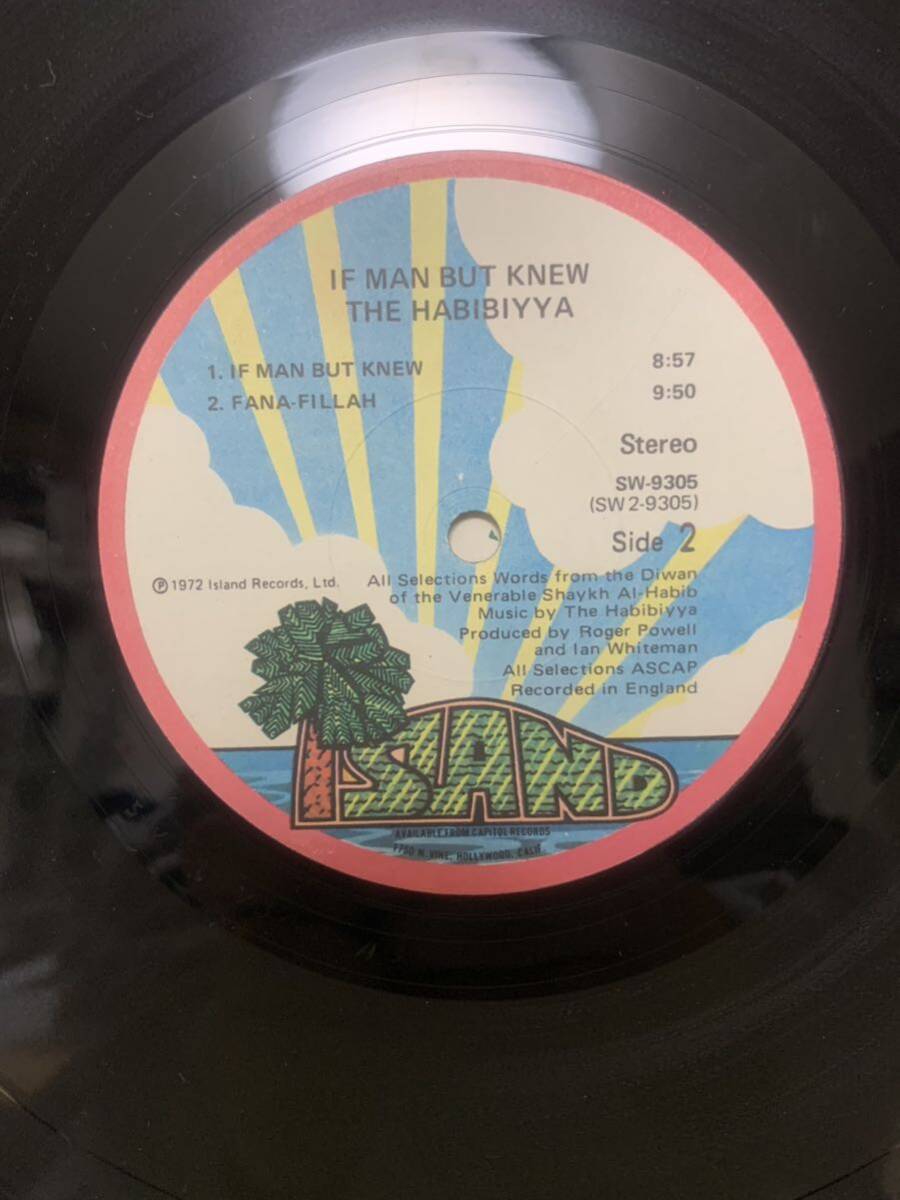 IF MAN BUT KNEW
THE HABIBIYYA
1. IF MAN BUT KNEW 8:57
2. FANA-FILLAH 9:50
Stereo
SW-9305
(SW 2-9305)
Side 2
℗ 1972 Island Records, Ltd.
All Selections Words from the Diwan
of the Venerable Shaykh Al-Habib
Music by The Habibiyya
Produced by Roger Powell
and Ian Whiteman
All Selections ASCAP
Recorded in England
ISLAND
AVAILABLE FROM CAPITOL RECORDS
N. VINE, HOLLYWOOD, CALIF.